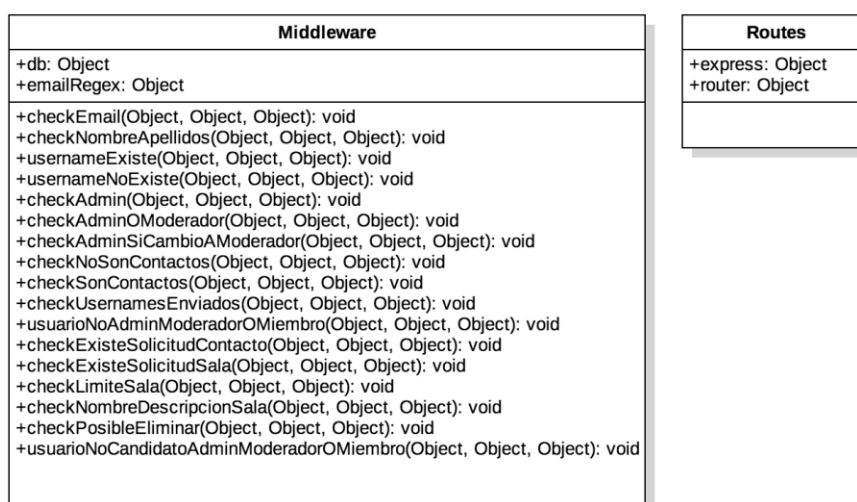 Middleware
+db: Object
+emailRegex: Object
+checkEmail(Object, Object, Object): void
+checkNombreApellidos(Object, Object, Object): void
+usernameExiste(Object, Object, Object): void
+usernameNoExiste(Object, Object, Object): void
+checkAdmin(Object, Object, Object): void
+checkAdminOModerador(Object, Object, Object): void
+checkAdminSiCambioAModerador(Object, Object, Object): void
+checkNoSonContactos(Object, Object, Object): void
+checkSonContactos(Object, Object, Object): void
+checkUsernamesEnviados(Object, Object, Object): void
+usuarioNoAdminModeradorOMiembro(Object, Object, Object): void
+checkExisteSolicitudContacto(Object, Object, Object): void
+checkExisteSolicitudSala(Object, Object, Object): void
+checkLimiteSala(Object, Object, Object): void
+checkNombreDescripcionSala(Object, Object, Object): void
+checkPosibleEliminar(Object, Object, Object): void
+usuarioNoCandidatoAdminModeradorOMiembro(Object, Object, Object): void
Routes
+express: Object
+router: Object